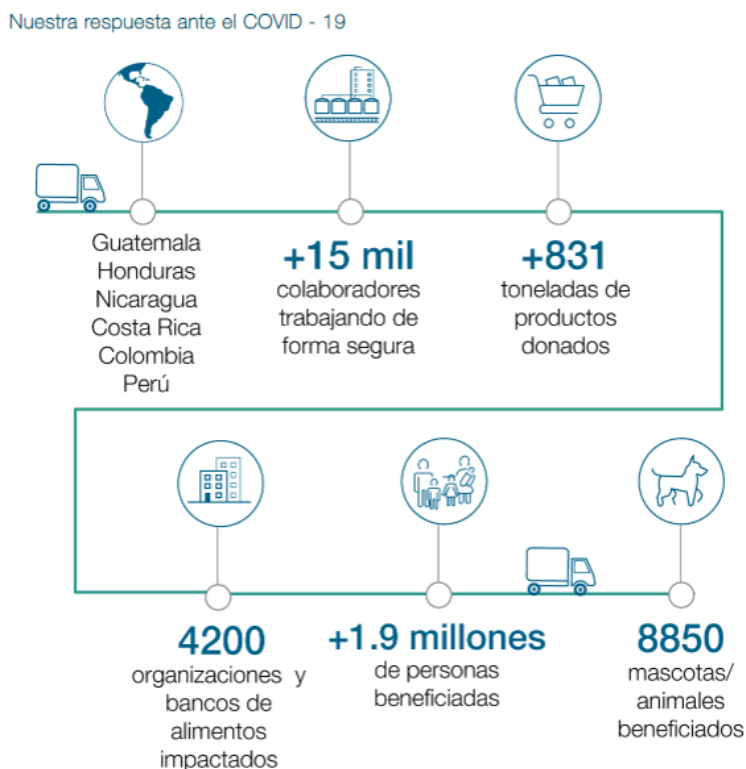 Nuestra respuesta ante el COVID - 19
Guatemala
Honduras
Nicaragua
Costa Rica
Colombia
Perú
+15 mil
colaboradores
trabajando de
forma segura
+831
toneladas de
productos
donados
4200
organizaciones y
bancos de
alimentos
impactados
+1.9 millones
de personas
beneficiadas
8850
mascotas/
animales
beneficiados